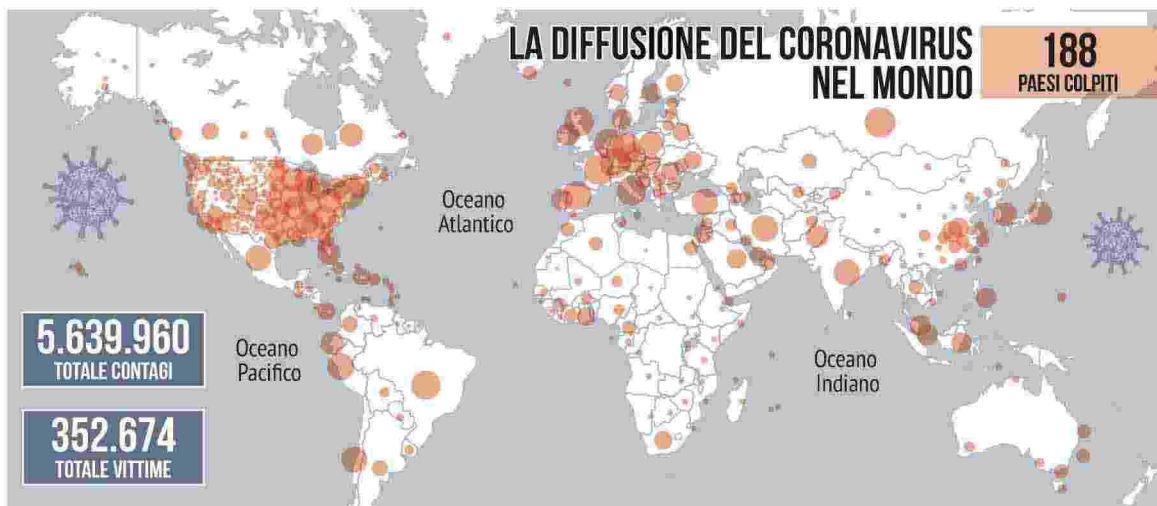 LA DIFFUSIONE DEL CORONAVIRUS
NEL MONDO
188
PAESI COLPITI
Oceano
Atlantico
5.639.960
TOTALE CONTAGI
Oceano
Pacifico
Oceano
Indiano
352.674
TOTALE VITTIME